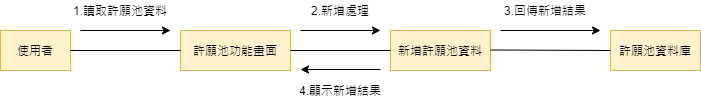 1.讀取許願池資料
2.新增處理
3.回傳新增結果
使用者
許願池功能畫面
新增許願池資料
許願池資料庫
4.顯示新增結果